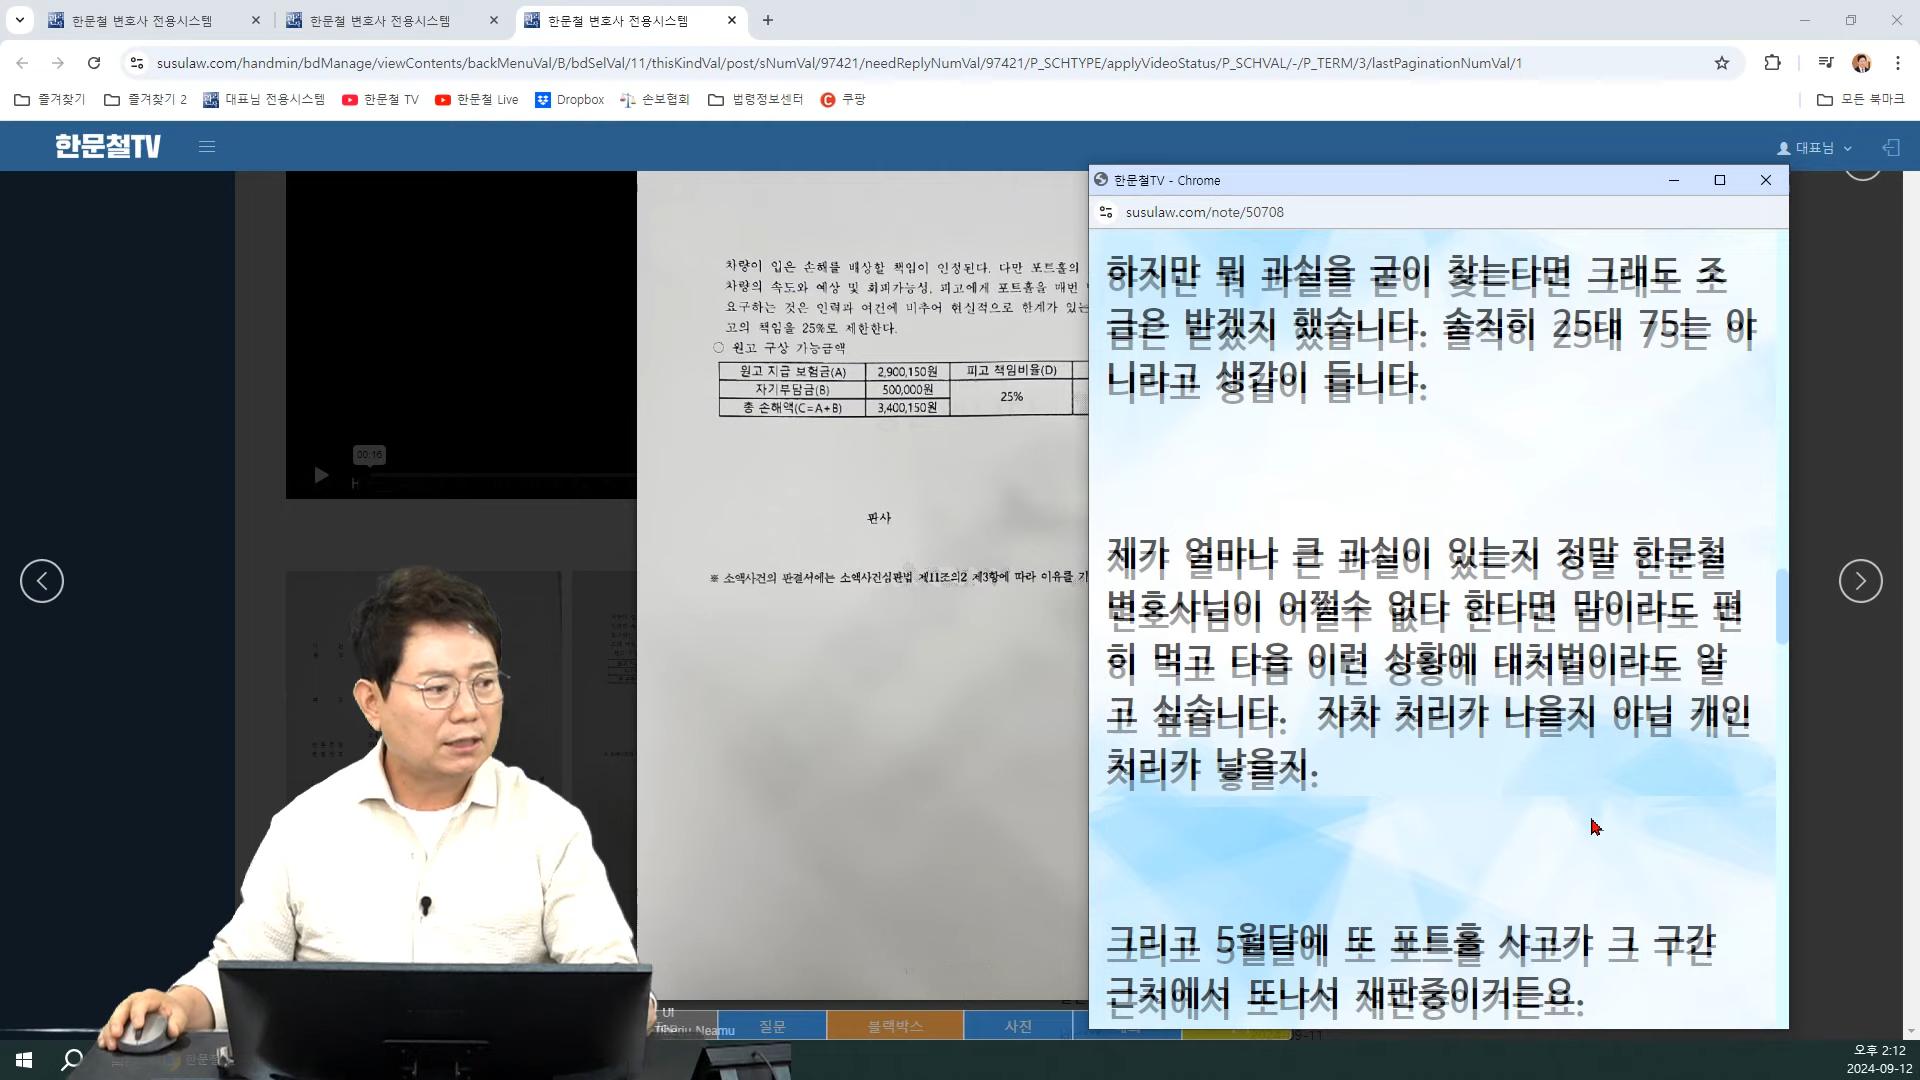 한문철 변호사 전용시스템
한문철 변호사 전용시스템
한문철 변호사 전용시스템
susulaw.com/handmin/bdManage/viewContents/backMenuVal/B/bdSelVal/11/thisKindVal/post/sNumVal/97421/needReplyNumVal/97421/P_SCHTYPE/applyVideoStatus/P_SCHVAL/-/P_TERM/3/lastPaginationNumVal/1
즐겨찾기 즐겨찾기 2 대표님 전용시스템 한문철 TV 한문철 Live Dropbox 손보협회 법령정보센터 쿠팡 모든 북마크
한문철TV
대표님
한문철TV - Chrome
susulaw.com/note/50708
00:16
차량이 입은 손해를 배상할 책임이 인정된다. 다만 포트홀의
차량의 속도와 예상 및 회피가능성, 피고에게 포트홀을 매번
요구하는 것은 인력과 여건에 비추어 현실적으로 한계가 있는
고의 책임을 25%로 제한한다.
○ 원고 구상 가능금액
원고 지급 보험금(A) 2,900,150원 피고 책임비율(D)
자기부담금(B) 500,000원 25%
총 손해액(C=A+B) 3,400,150원
판사
※ 소액사건의 판결서에는 소액사건심판법 제11조의2 제3항에 따라 이유를 기
하지만 뭐 과실을 굳이 찾는다면 그래도 조
금은 받겠지 했습니다. 솔직히 25대 75는 아
니라고 생각이 듭니다.
제가 얼마나 큰 과실이 있는지 정말 한문철
변호사님이 어쩔수 없다 한다면 맘이라도 편
히 먹고 다음 이런 상황에 대처법이라도 알
고 싶습니다. 자차 처리가 나을지 아님 개인
처리가 낳을지.
그리고 5월달에 또 포트홀 사고가 그 구간
근처에서 또나서 재판중이거든요.
UI
Tiberiu Neamu
질문 블랙박스 사진
오후 2:12
2024-09-12